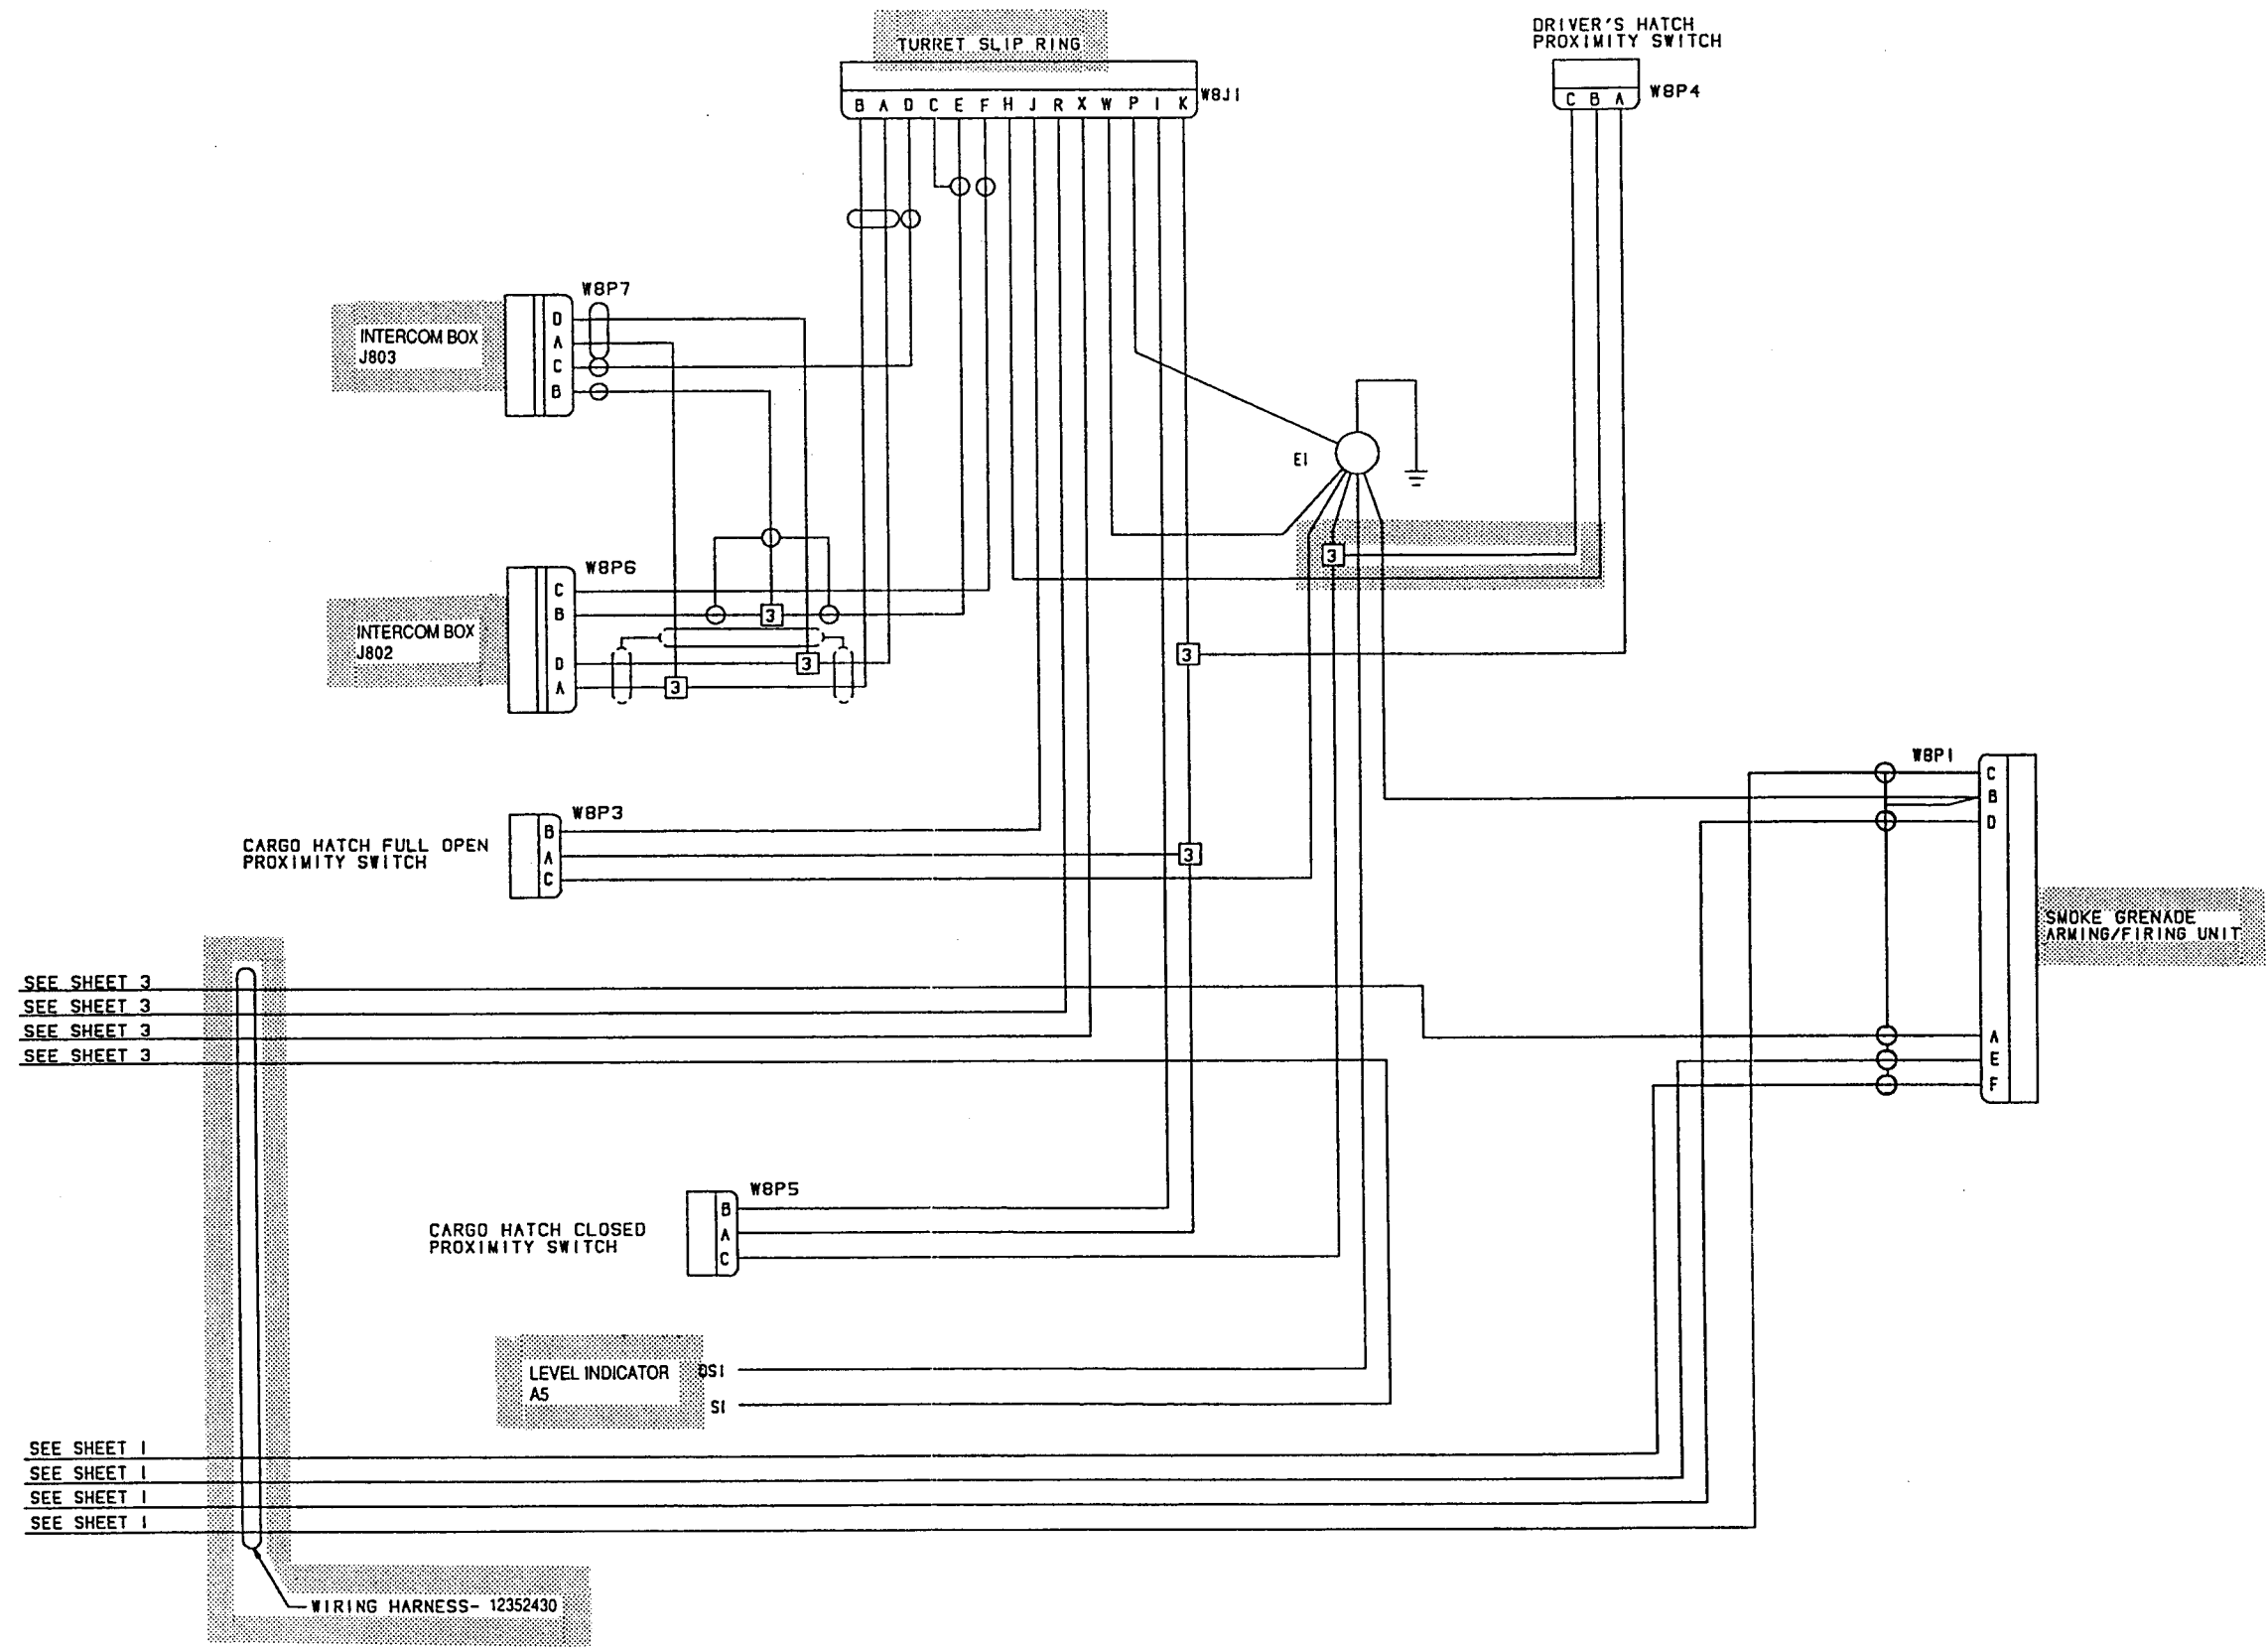 TURRET SLIP RING
B A D C E F H J R X W P I K
W8J1
DRIVER'S HATCH
PROXIMITY SWITCH
C B A
W8P4
W8P7
INTERCOM BOX
J803
D
A
C
B
E1
3
W8P6
INTERCOM BOX
J802
C
B
D
A
3
3
3
3
W8P1
C
B
D
A
E
F
SMOKE GRENADE
ARMING/FIRING UNIT
W8P3
CARGO HATCH FULL OPEN
PROXIMITY SWITCH
B
A
C
3
SEE SHEET 3
SEE SHEET 3
SEE SHEET 3
SEE SHEET 3
W8P5
CARGO HATCH CLOSED
PROXIMITY SWITCH
B
A
C
LEVEL INDICATOR
A5
DS1
S1
SEE SHEET 1
SEE SHEET 1
SEE SHEET 1
SEE SHEET 1
WIRING HARNESS- 12352430